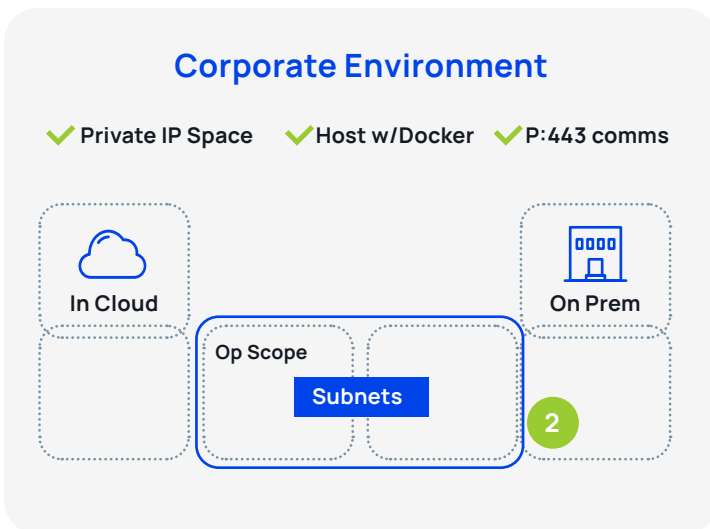 Corporate Environment
Private IP Space Host w/Docker P:443 comms
In Cloud
On Prem
Op Scope
Subnets
2